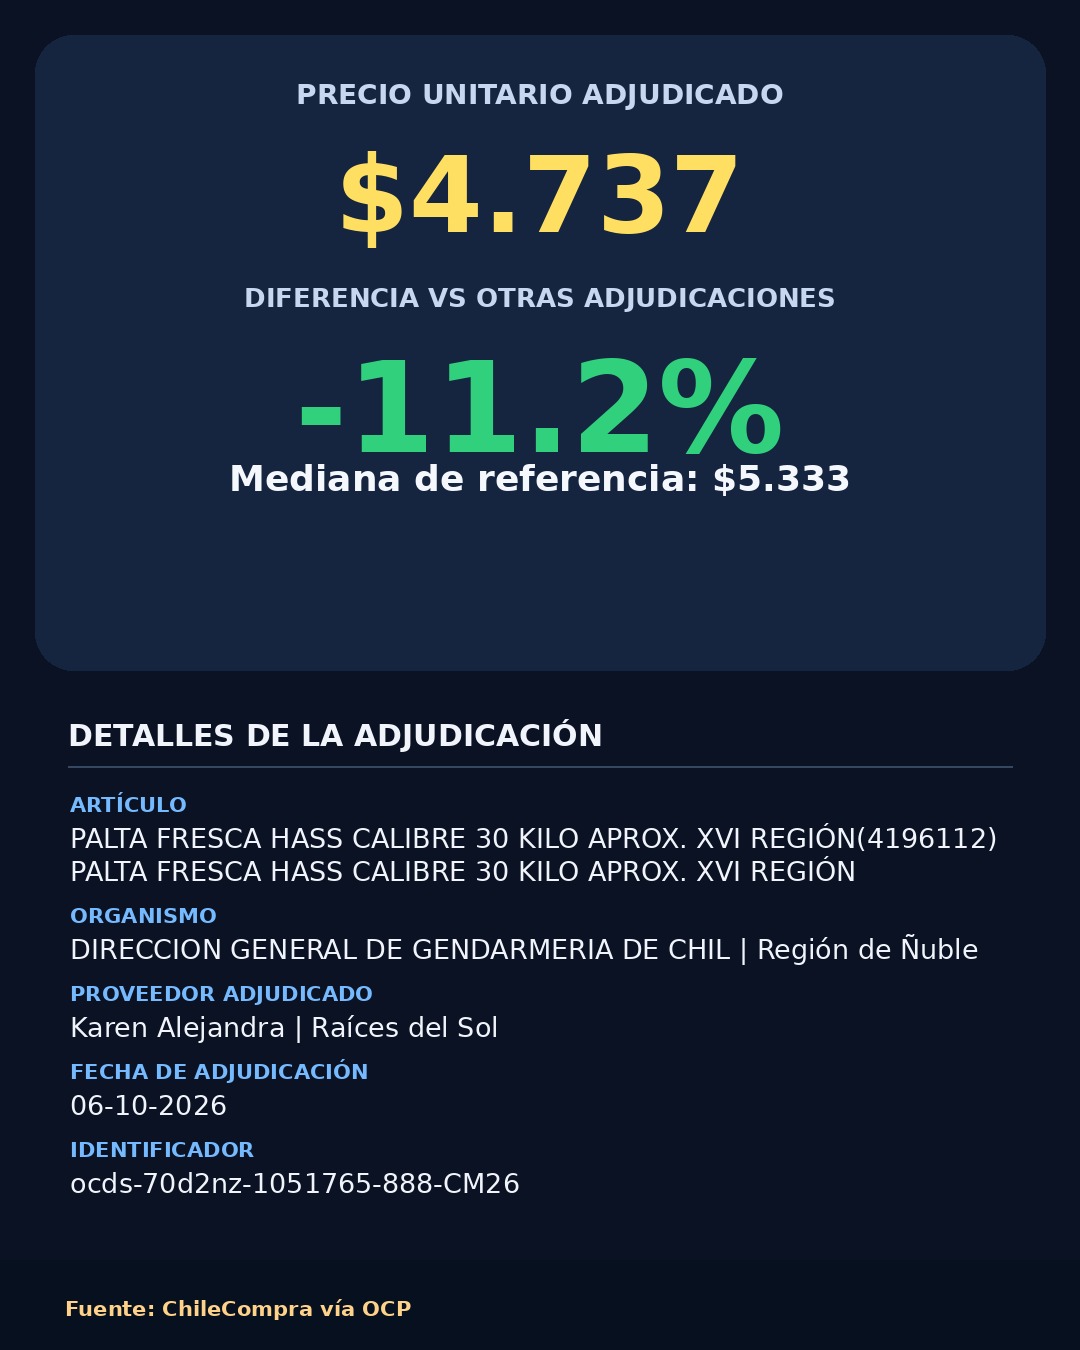 PRECIO UNITARIO ADJUDICADO
$4.737
DIFERENCIA VS OTRAS ADJUDICACIONES
-11.2%
Mediana de referencia: $5.333
DETALLES DE LA ADJUDICACIÓN
ARTÍCULO
PALTA FRESCA HASS CALIBRE 30 KILO APROX. XVI REGIÓN(4196112)
PALTA FRESCA HASS CALIBRE 30 KILO APROX. XVI REGIÓN
ORGANISMO
DIRECCION GENERAL DE GENDARMERIA DE CHIL | Región de Ñuble
PROVEEDOR ADJUDICADO
Karen Alejandra | Raíces del Sol
FECHA DE ADJUDICACIÓN
06-10-2026
IDENTIFICADOR
ocds-70d2nz-1051765-888-CM26
Fuente: ChileCompra vía OCP